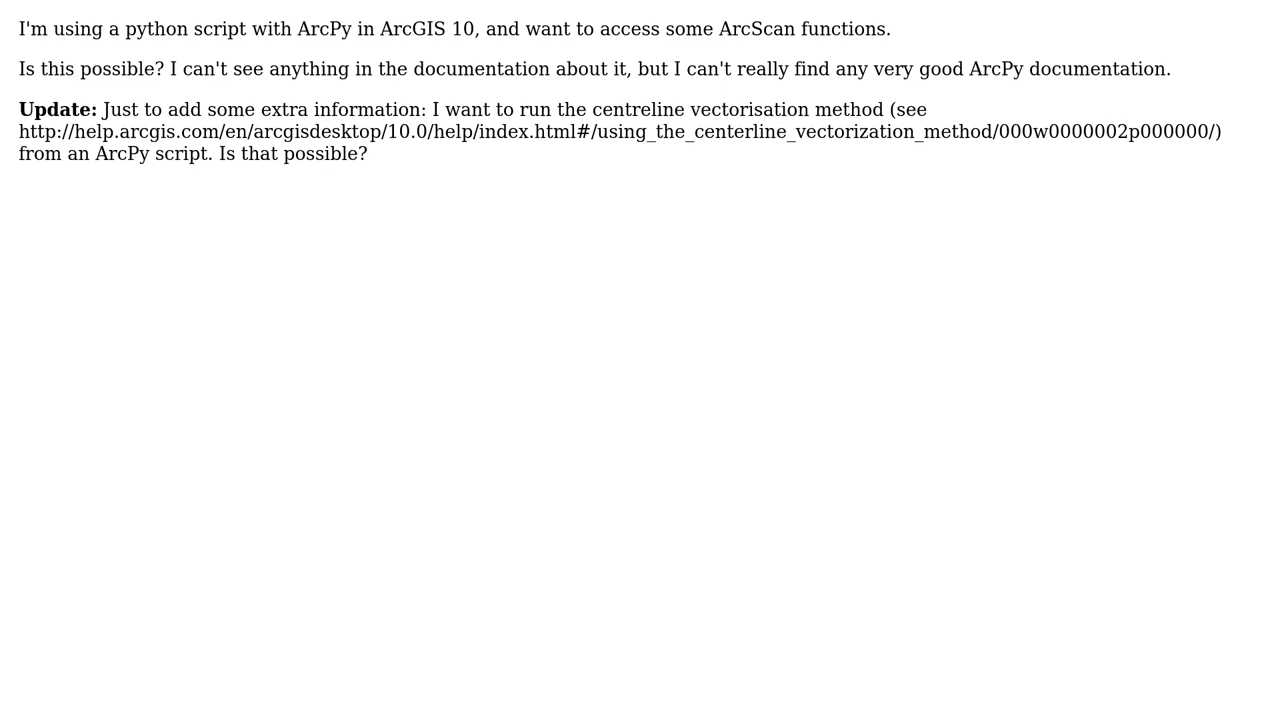 I'm using a python script with ArcPy in ArcGIS 10, and want to access some ArcScan functions.
Is this possible? I can't see anything in the documentation about it, but I can't really find any very good ArcPy documentation.
Update: Just to add some extra information: I want to run the centreline vectorisation method (see
http://help.arcgis.com/en/arcgisdesktop/10.0/help/index.html#/using_the_centerline_vectorization_method/000w0000002p000000/)
from an ArcPy script. Is that possible?